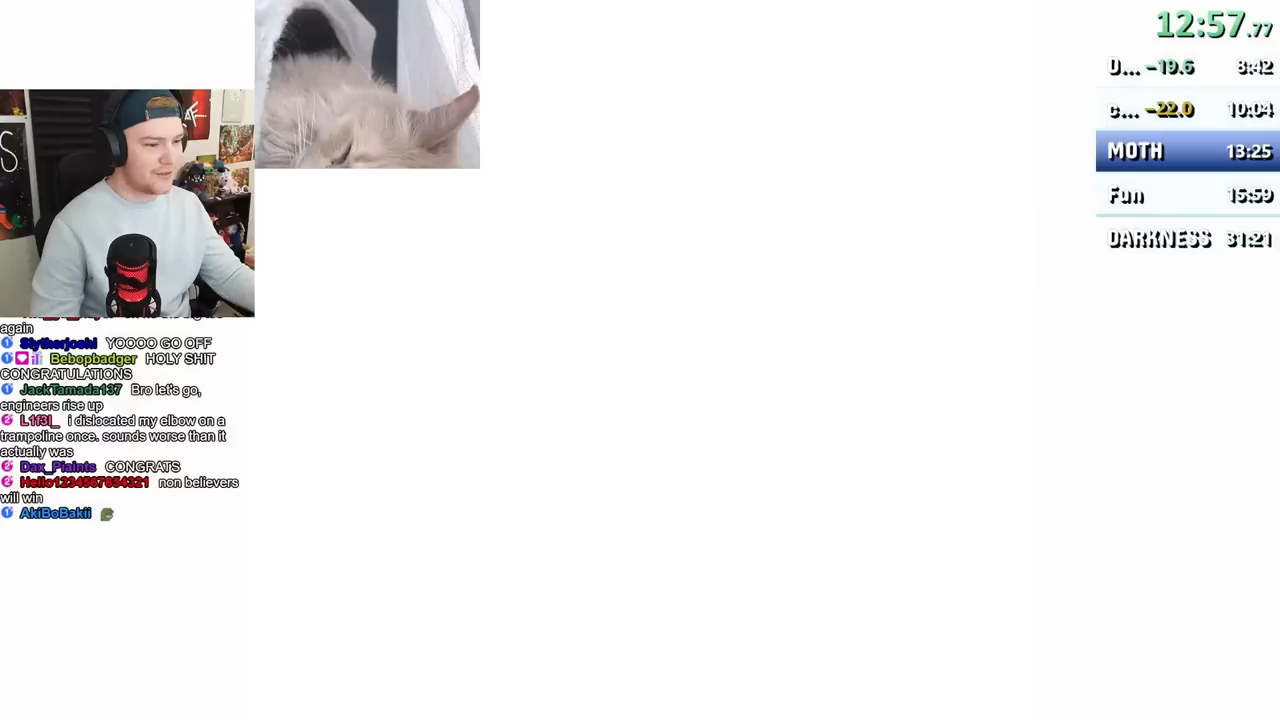 12:57.77
D... −19.6 8:42
c... −22.0 10:04
MOTH 13:25
Fun 15:59
DARKNESS 31:21
again
Slytherjoshi YOOOO GO OFF
Bebopbadger HOLY SHIT
CONGRATULATIONS
JackTamada137 Bro let's go,
engineers rise up
L1f3l_ i dislocated my elbow on a
trampoline once. sounds worse than it
actually was
Dax_Plaints CONGRATS
Hello1234567654321 non believers
will win
AkiBoBakii